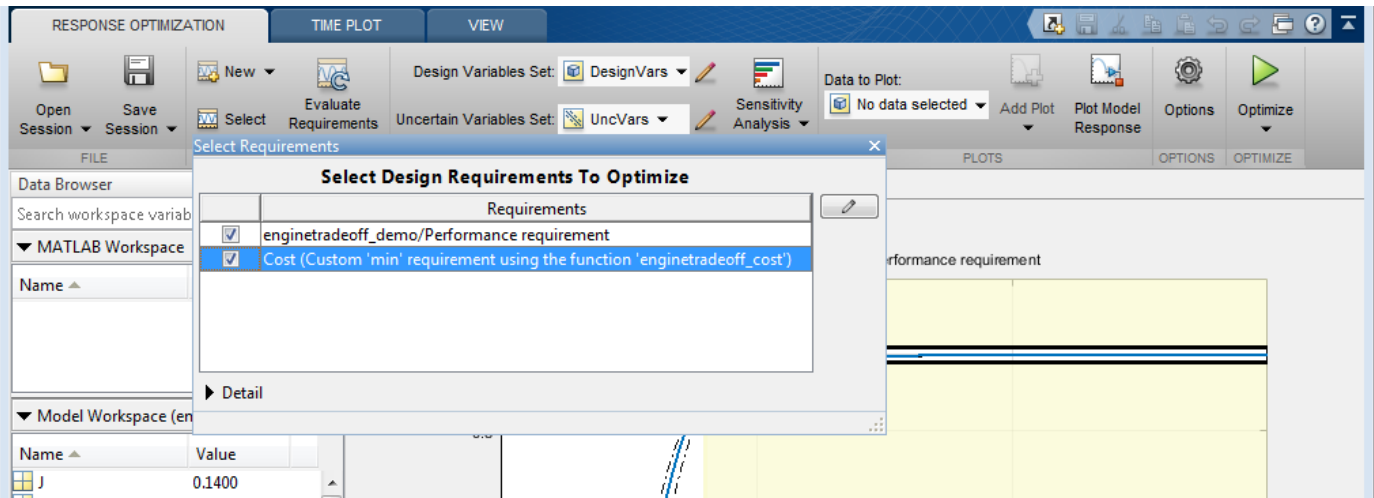 RESPONSE OPTIMIZATION
TIME PLOT
VIEW
New
Design Variables Set:
DesignVars
Data to Plot:
No data selected
Open
Session
Save
Session
Select
Evaluate
Requirements
Uncertain Variables Set:
UncVars
Sensitivity
Analysis
Add Plot
Plot Model
Response
Options
Optimize
FILE
PLOTS
OPTIONS
OPTIMIZE
Select Requirements
Data Browser
Select Design Requirements To Optimize
Search workspace variab
Requirements
enginetradeoff_demo/Performance requirement
MATLAB Workspace
Cost (Custom 'min' requirement using the function 'enginetradeoff_cost')
rformance requirement
Name
Detail
Model Workspace (en
Name
Value
J
0.1400